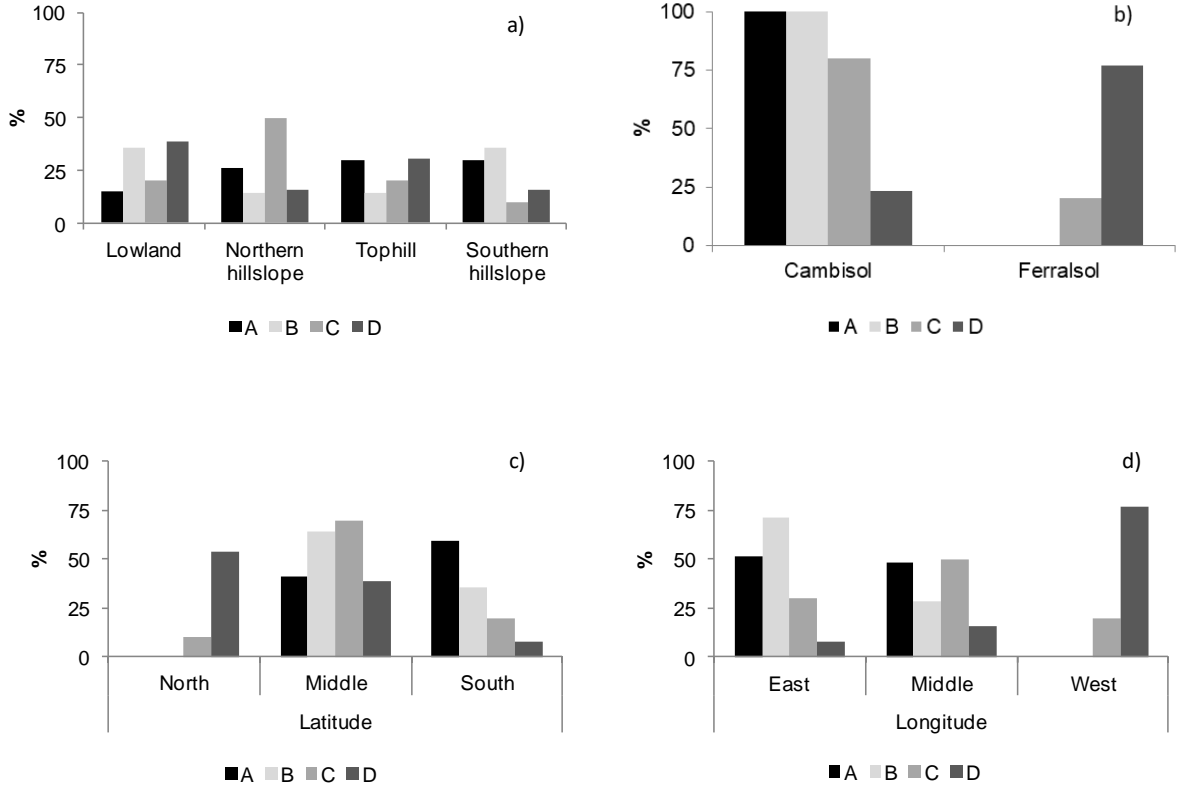 a)
100
75
50
25
0
%
Lowland Northern hillslope Tophill Southern hillslope
A B C D
b)
100
75
50
25
0
%
Cambisol Ferralsol
A B C D
c)
100
75
50
25
0
%
North Middle South
Latitude
A B C D
d)
100
75
50
25
0
%
East Middle West
Longitude
A B C D